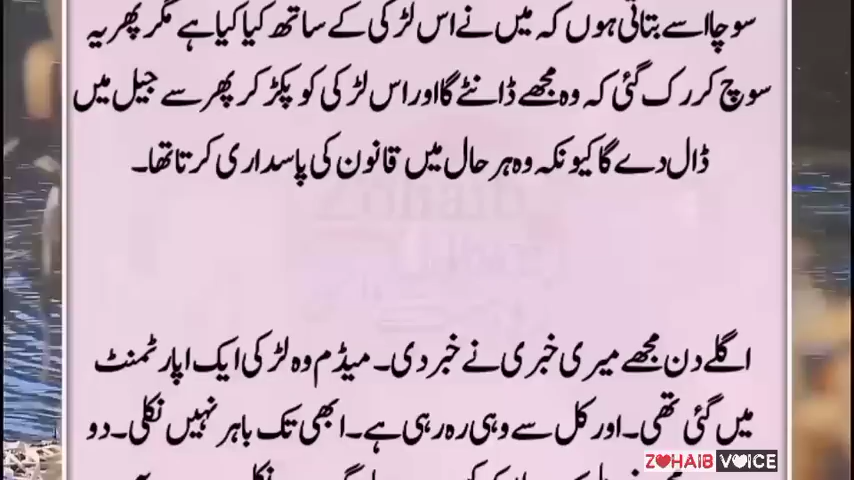 سوچا اسے بتاتی ہوں کہ میں نے اس لڑکی کے ساتھ کیا کیا ہے مگر پھر یہ
سوچ کر رک گئی کہ وہ مجھے ڈانٹے گا اور اس لڑکی کو پکڑ کر پھر سے جیل میں
ڈال دے گا کیونکہ وہ ہر حال میں قانون کی پاسداری کرتا تھا۔
اگلے دن مجھے میری خبری نے خبر دی۔ میڈم وہ لڑکی ایک اپارٹمنٹ
میں گئی تھی۔ اور کل سے وہی رہ رہی ہے۔ ابھی تک باہر نہیں نکلی۔ دو
ZOHAIB VOICE